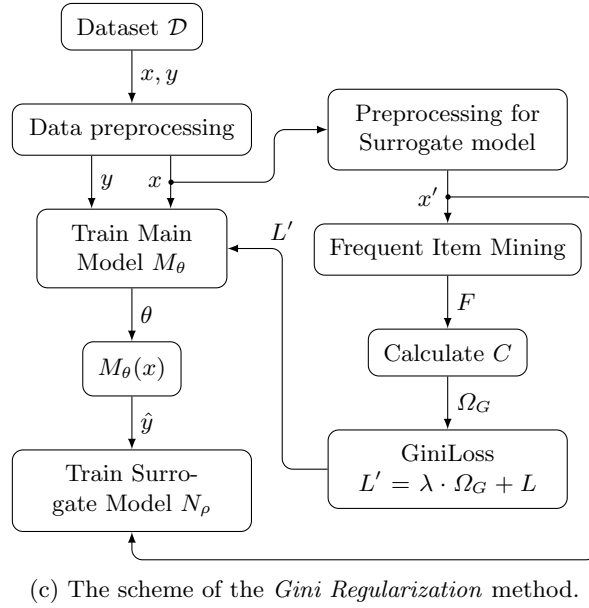 Dataset 𝒟
x, y
Data preprocessing
y
x
Train Main
Model M_θ
θ
M_θ(x)
ŷ
Train Surro-
gate Model N_ρ
Preprocessing for
Surrogate model
x′
Frequent Item Mining
F
Calculate C
Ω_G
GiniLoss
L′ = λ · Ω_G + L
L′
(c) The scheme of the Gini Regularization method.